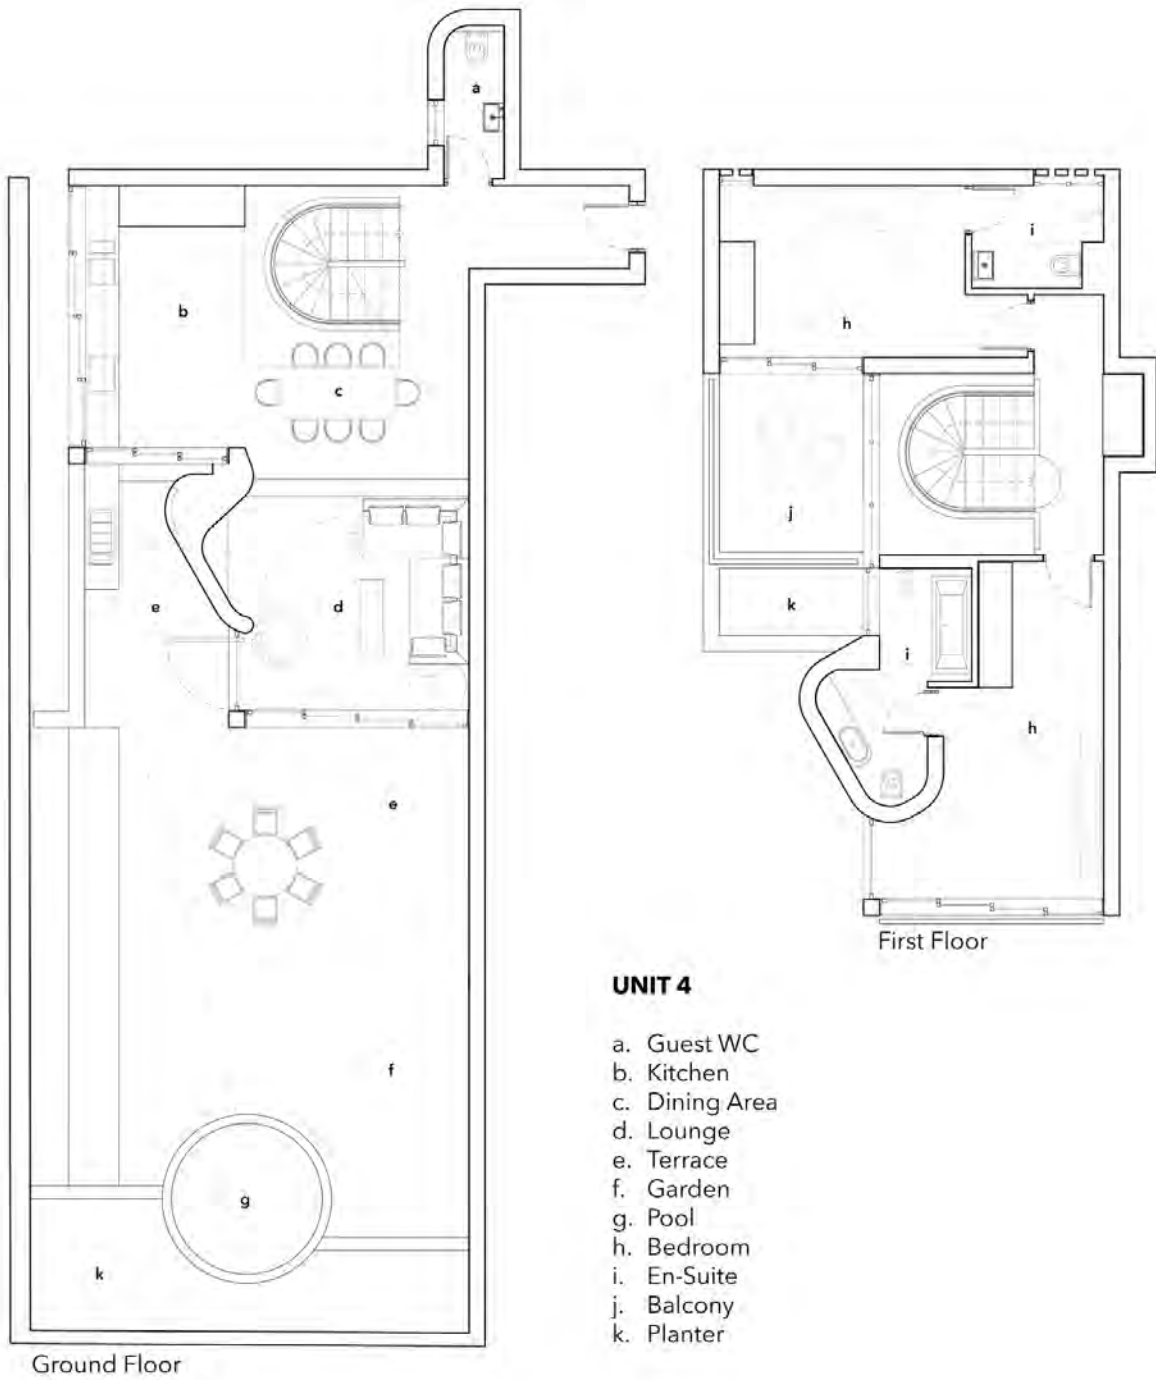 a
b
c
e
d
e
f
g
k
Ground Floor
i
h
j
k
i
h
First Floor
UNIT 4
a. Guest WC
b. Kitchen
c. Dining Area
d. Lounge
e. Terrace
f. Garden
g. Pool
h. Bedroom
i. En-Suite
j. Balcony
k. Planter